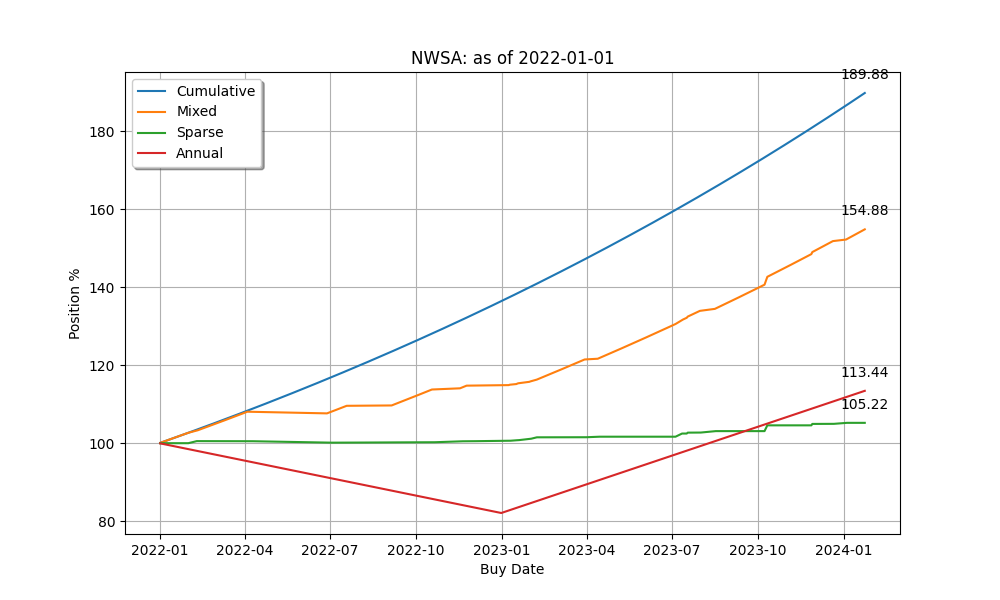 NWSA: as of 2022-01-01
Cumulative
Mixed
Sparse
Annual
189.88
154.88
113.44
105.22
180
160
140
120
100
80
Position %
2022-01 2022-04 2022-07 2022-10 2023-01 2023-04 2023-07 2023-10 2024-01
Buy Date